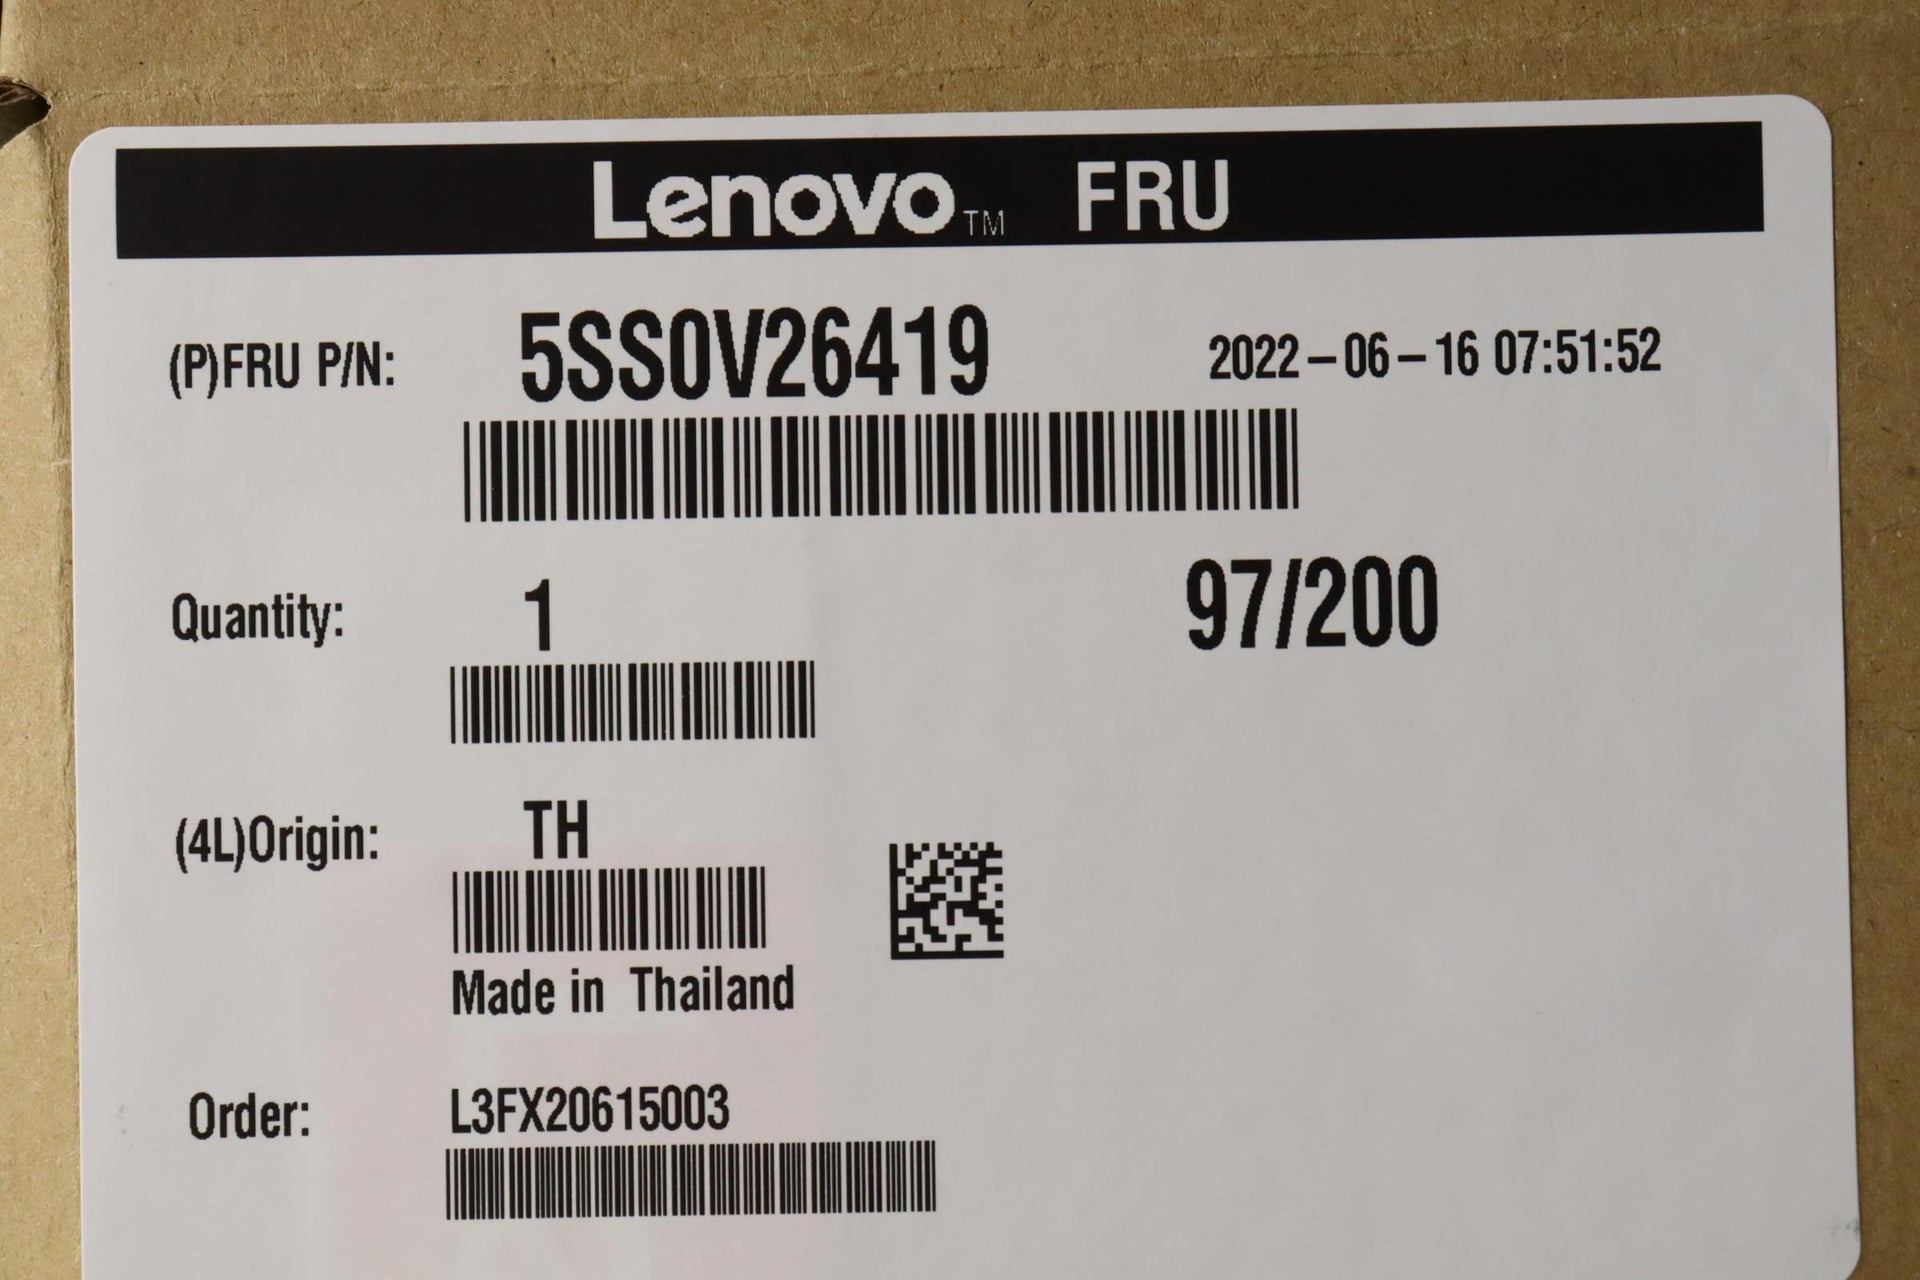 Lenovo™ FRU
(P)FRU P/N: 5SS0V26419 2022-06-16 07:51:52
Quantity: 1 97/200
(4L)Origin: TH
Made in Thailand
Order: L3FX20615003